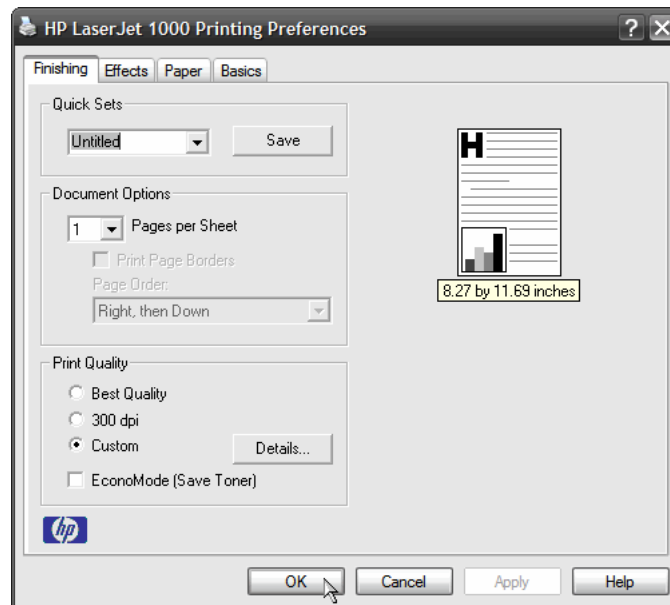 HP LaserJet 1000 Printing Preferences
Finishing Effects Paper Basics
Quick Sets
Untitled
Save
Document Options
1 Pages per Sheet
Print Page Borders
Page Order:
Right, then Down
Print Quality
Best Quality
300 dpi
Custom
Details...
EconoMode (Save Toner)
hp
H
8.27 by 11.69 inches
OK Cancel Apply Help